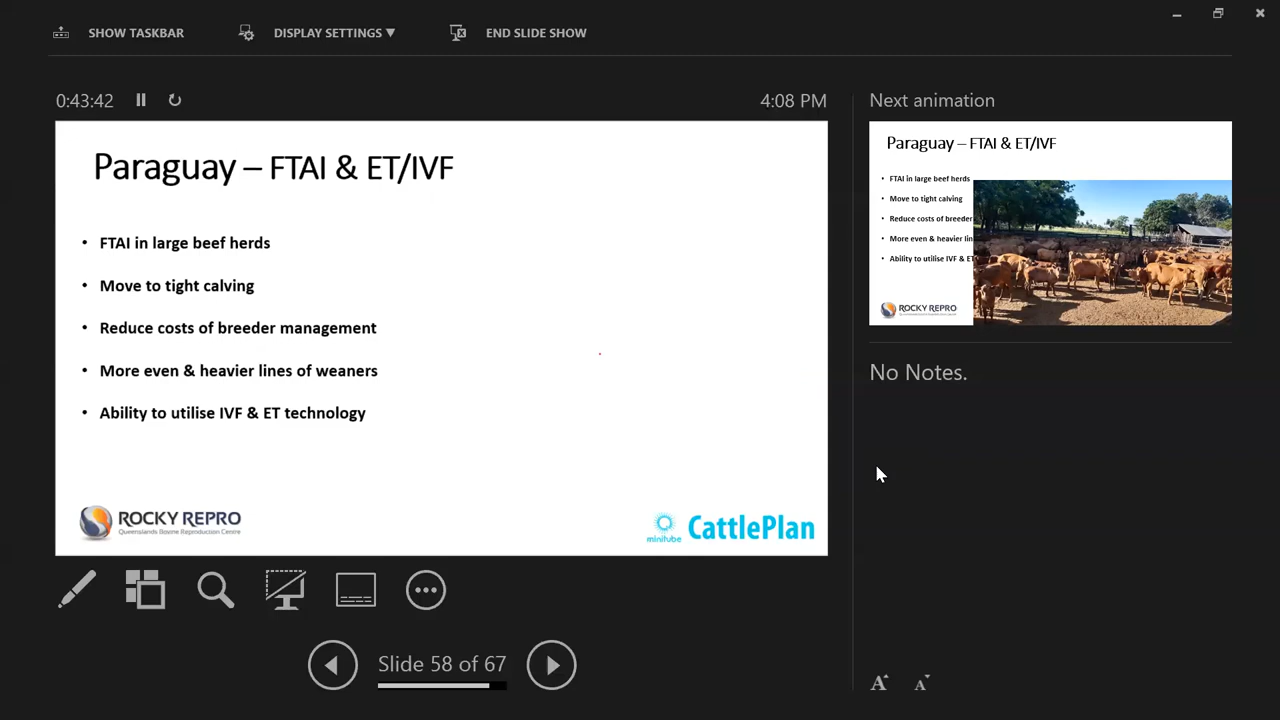 SHOW TASKBAR
DISPLAY SETTINGS ▼
END SLIDE SHOW
0:43:42
4:08 PM
Paraguay – FTAI & ET/IVF
• FTAI in large beef herds
• Move to tight calving
• Reduce costs of breeder management
• More even & heavier lines of weaners
• Ability to utilise IVF & ET technology
ROCKY REPRO
Queenslands Bovine Reproduction Centre
minitube CattlePlan
Slide 58 of 67
Next animation
Paraguay – FTAI & ET/IVF
• FTAI in large beef herds
• Move to tight calving
• Reduce costs of breeder
• More even & heavier lin
• Ability to utilise IVF & ET
ROCKY REPRO
No Notes.
A A